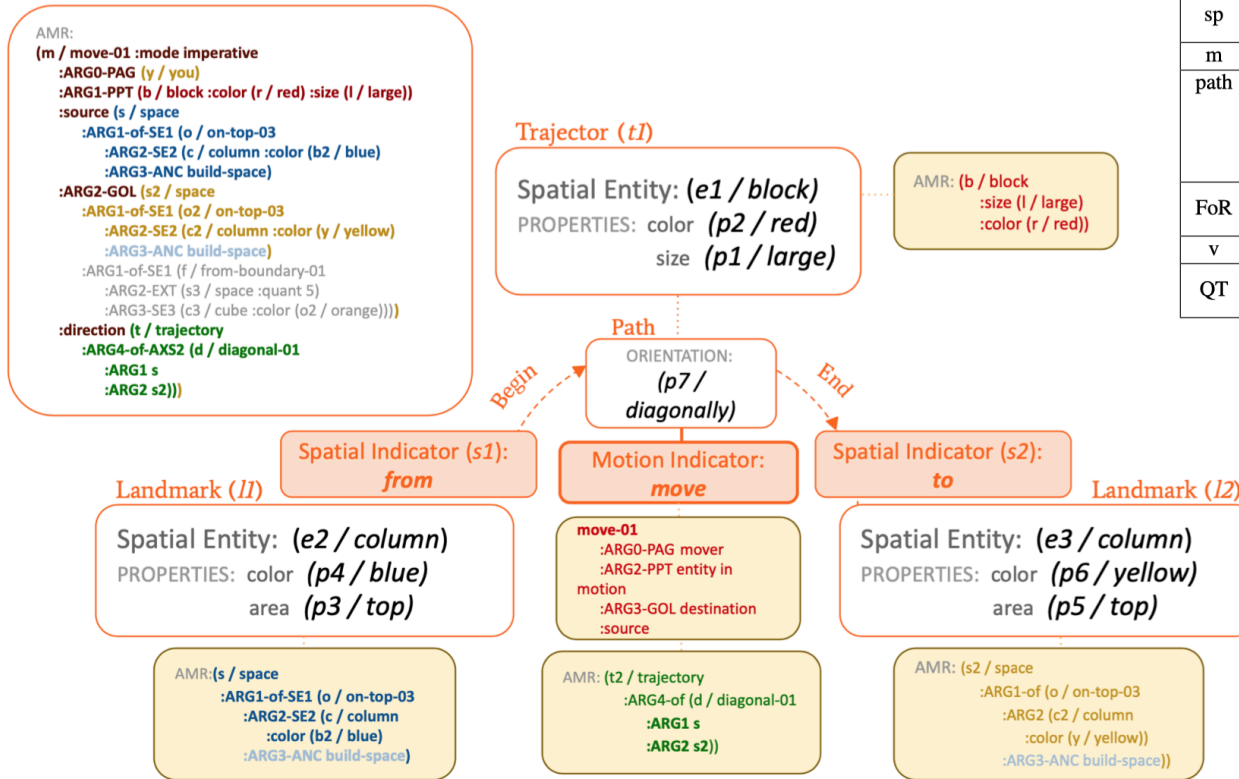 AMR:
(m / move-01 :mode imperative
:ARG0-PAG (y / you)
:ARG1-PPT (b / block :color (r / red) :size (l / large))
:source (s / space
:ARG1-of-SE1 (o / on-top-03
:ARG2-SE2 (c / column :color (b2 / blue)
:ARG3-ANC build-space)
:ARG2-GOL (s2 / space
:ARG1-of-SE1 (o2 / on-top-03
:ARG2-SE2 (c2 / column :color (y / yellow)
:ARG3-ANC build-space)
:ARG1-of-SE1 (f / from-boundary-01
:ARG2-EXT (s3 / space :quant 5)
:ARG3-SE3 (c3 / cube :color (o2 / orange))))
:direction (t / trajectory
:ARG4-of-AXS2 (d / diagonal-01
:ARG1 s
:ARG2 s2)))
sp
m
path
FoR
v
QT
Trajector (t1)
Spatial Entity: (e1 / block)
PROPERTIES: color (p2 / red)
size (p1 / large)
AMR: (b / block
:size (l / large)
:color (r / red))
Path
ORIENTATION:
(p7 /
diagonally)
Begin
End
Spatial Indicator (s1):
from
Motion Indicator:
move
Spatial Indicator (s2):
to
Landmark (l1)
Spatial Entity: (e2 / column)
PROPERTIES: color (p4 / blue)
area (p3 / top)
move-01
:ARG0-PAG mover
:ARG2-PPT entity in
motion
:ARG3-GOL destination
:source
Landmark (l2)
Spatial Entity: (e3 / column)
PROPERTIES: color (p6 / yellow)
area (p5 / top)
AMR:(s / space
:ARG1-of-SE1 (o / on-top-03
:ARG2-SE2 (c / column
:color (b2 / blue)
:ARG3-ANC build-space)
AMR: (t2 / trajectory
:ARG4-of (d / diagonal-01
:ARG1 s
:ARG2 s2))
AMR: (s2 / space
:ARG1-of (o / on-top-03
:ARG2 (c2 / column
:color (y / yellow))
:ARG3-ANC build-space))